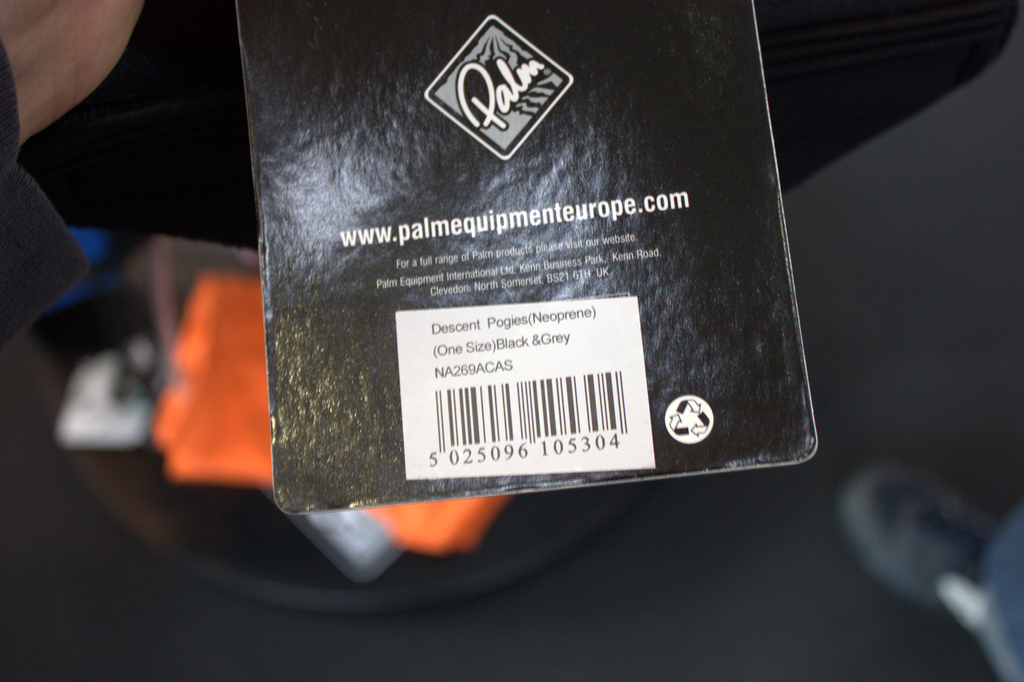 Palm
www.palmequipmenteurope.com
For a full range of Palm products please visit our website.
Palm Equipment International Ltd. Kenn Business Park, Kenn Road,
Clevedon. North Somerset, BS21 6TH. UK.
Descent Pogies(Neoprene)
(One Size)Black &Grey
NA269ACAS
5 025096 105304